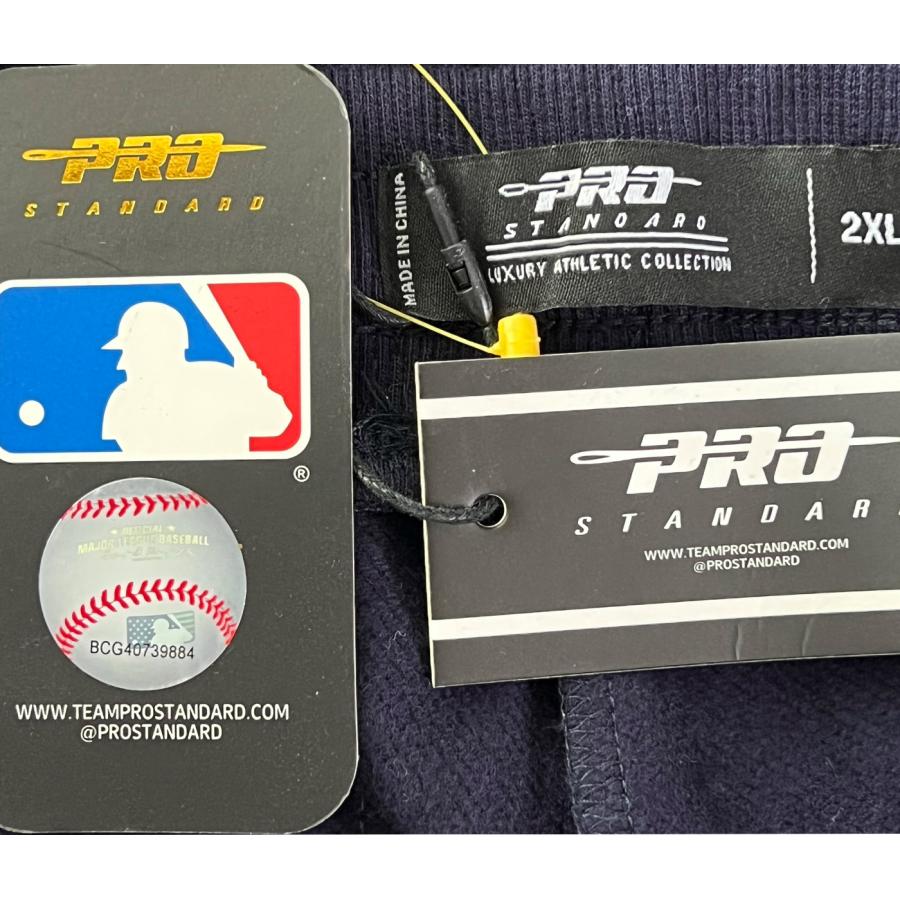 PRO
STANDARD
®
OFFICIAL
MAJOR LEAGUE BASEBALL
BCG40739884
WWW.TEAMPROSTANDARD.COM
@PROSTANDARD
MADE IN CHINA
PRO
STANDARD
LUXURY ATHLETIC COLLECTION
2XL
PRO
STANDAR
WWW.TEAMPROSTANDARD.COM
@PROSTANDARD